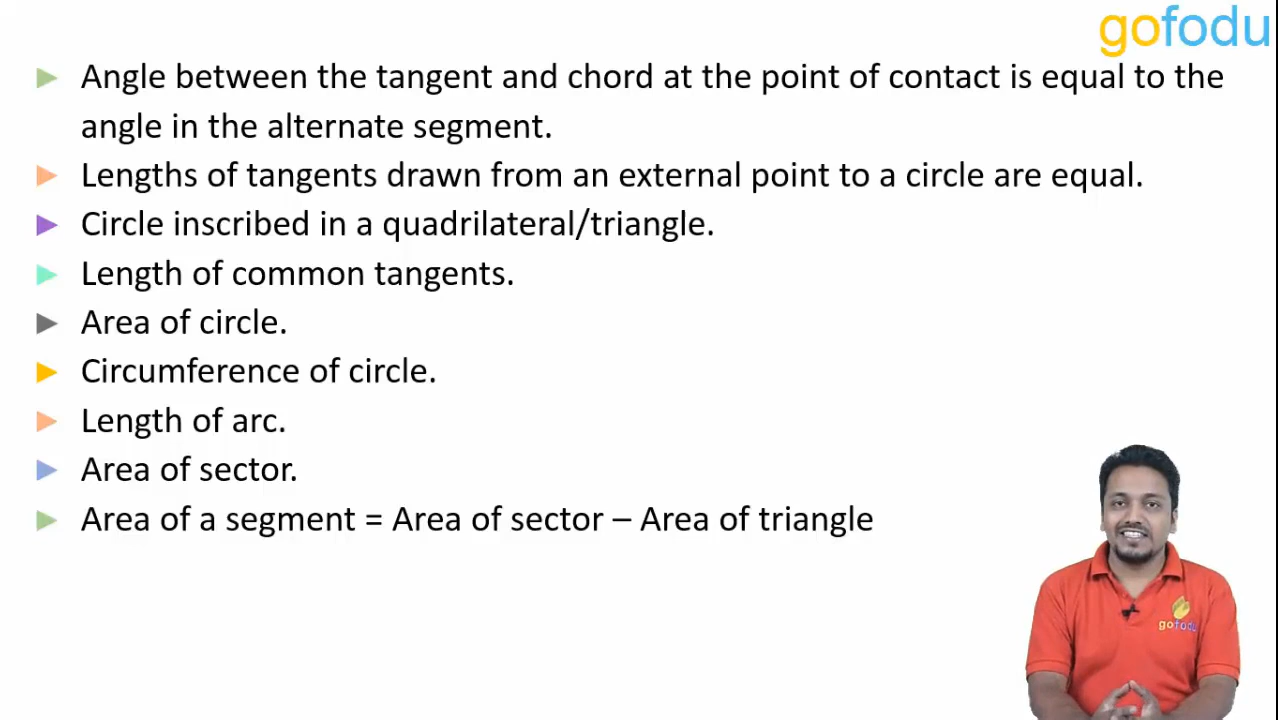 gofodu
Angle between the tangent and chord at the point of contact is equal to the
angle in the alternate segment.
Lengths of tangents drawn from an external point to a circle are equal.
Circle inscribed in a quadrilateral/triangle.
Length of common tangents.
Area of circle.
Circumference of circle.
Length of arc.
Area of sector.
Area of a segment = Area of sector – Area of triangle
gofodu